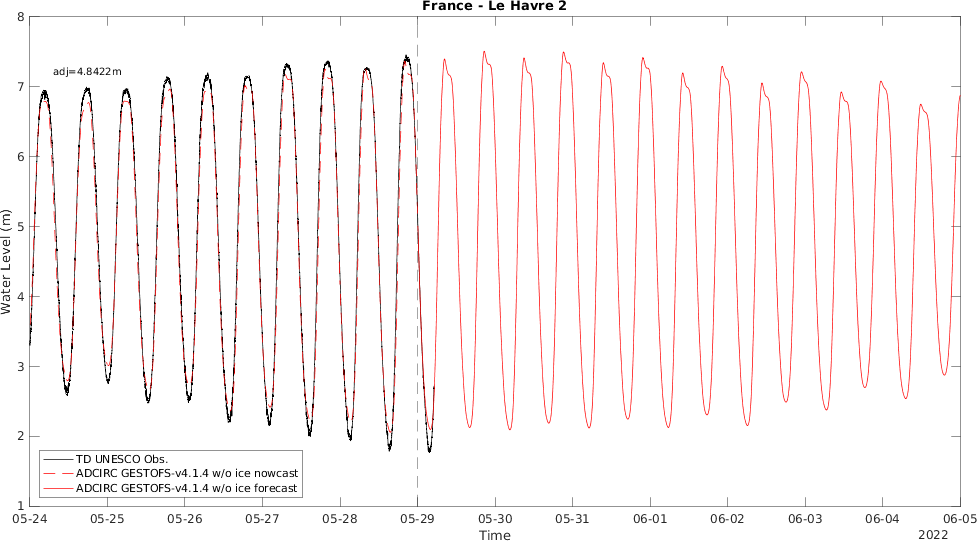 France - Le Havre 2
adj=4.8422m
8
7
6
5
4
3
2
1
Water Level (m)
TD UNESCO Obs.
ADCIRC GESTOFS-v4.1.4 w/o ice nowcast
ADCIRC GESTOFS-v4.1.4 w/o ice forecast
05-24 05-25 05-26 05-27 05-28 05-29 05-30 05-31 06-01 06-02 06-03 06-04 06-05
Time
2022